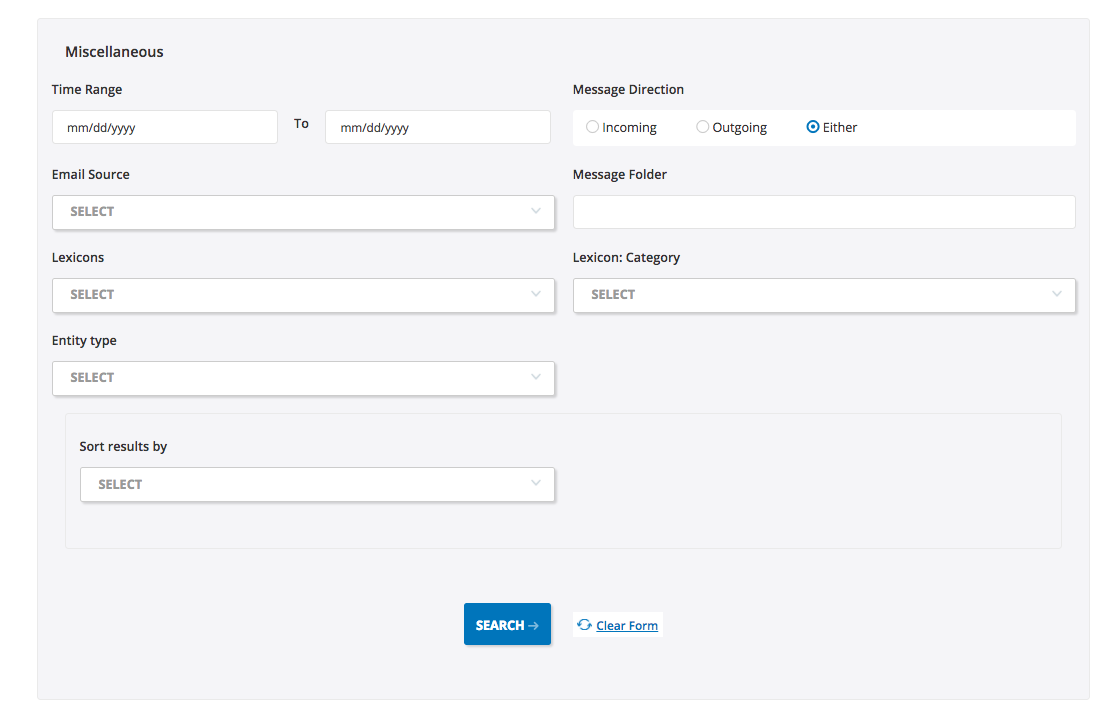 Miscellaneous
Time Range
Message Direction
mm/dd/yyyy To mm/dd/yyyy
Incoming Outgoing Either
Email Source
Message Folder
SELECT
Lexicons
Lexicon: Category
SELECT
SELECT
Entity type
SELECT
Sort results by
SELECT
SEARCH →
Clear Form